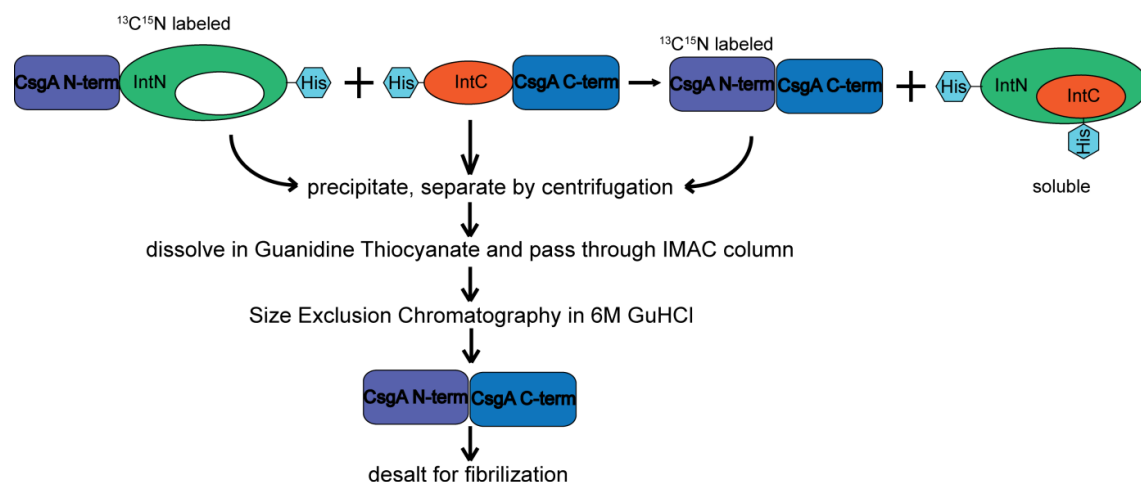 ¹³C¹⁵N labeled
CsgA N-term IntN His + His IntC CsgA C-term
¹³C¹⁵N labeled
CsgA N-term CsgA C-term + His IntN IntC
His
soluble
precipitate, separate by centrifugation
dissolve in Guanidine Thiocyanate and pass through IMAC column
Size Exclusion Chromatography in 6M GuHCl
CsgA N-term CsgA C-term
desalt for fibrilization